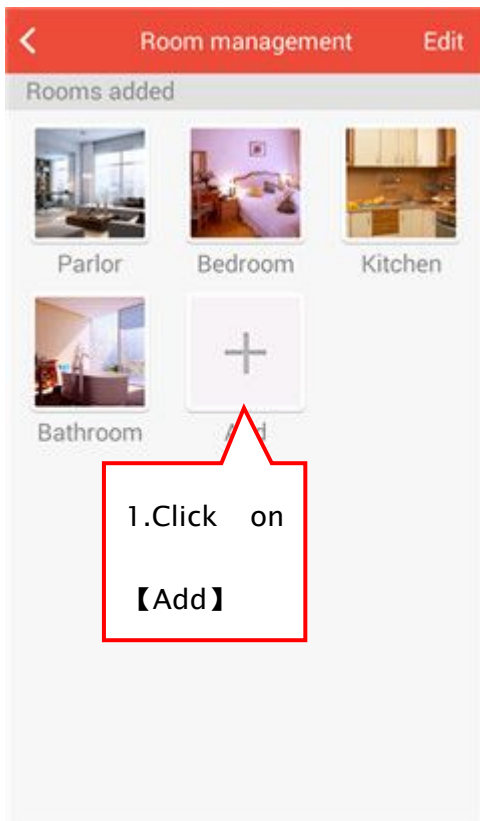 Room management Edit
Rooms added
Parlor Bedroom Kitchen
Bathroom
1.Click on
【Add】